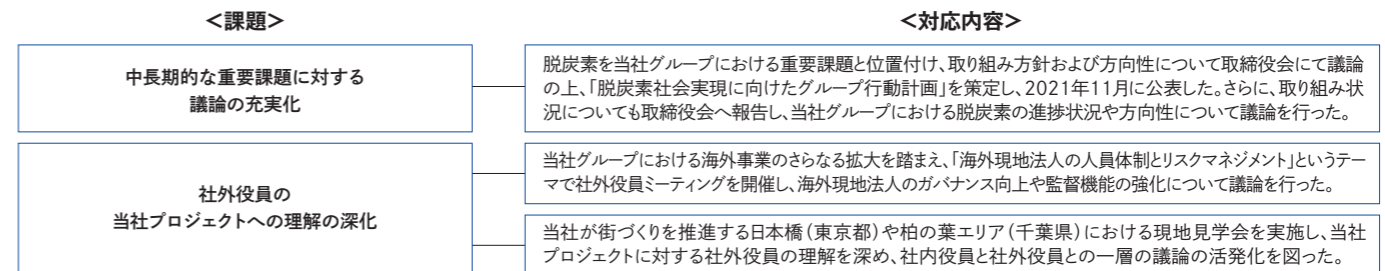 ＜課題＞
＜対応内容＞
中長期的な重要課題に対する
議論の充実化
脱炭素を当社グループにおける重要課題と位置付け、取り組み方針および方向性について取締役会にて議論
の上、「脱炭素社会実現に向けたグループ行動計画」を策定し、2021年11月に公表した。さらに、取り組み状
況についても取締役会へ報告し、当社グループにおける脱炭素の進捗状況や方向性について議論を行った。
社外役員の
当社プロジェクトへの理解の深化
当社グループにおける海外事業のさらなる拡大を踏まえ、「海外現地法人の人員体制とリスクマネジメント」というテー
マで社外役員ミーティングを開催し、海外現地法人のガバナンス向上や監督機能の強化について議論を行った。
当社が街づくりを推進する日本橋（東京都）や柏の葉エリア（千葉県）における現地見学会を実施し、当社
プロジェクトに対する社外役員の理解を深め、社内役員と社外役員との一層の議論の活発化を図った。